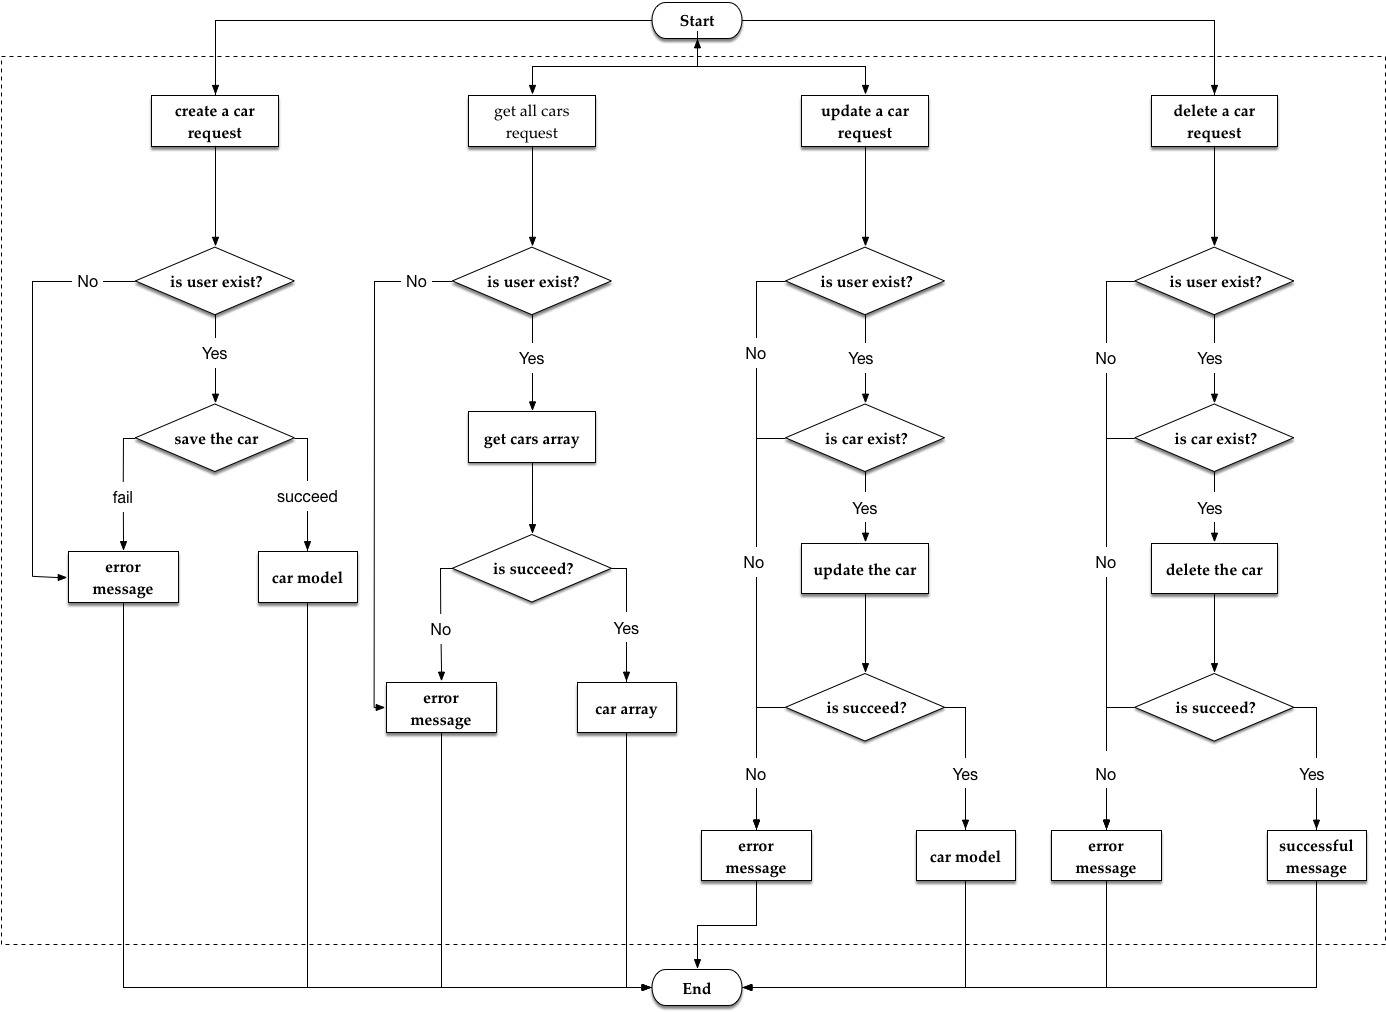 Start
create a car
request
get all cars
request
update a car
request
delete a car
request
No
is user exist?
No
is user exist?
is user exist?
is user exist?
Yes
Yes
No
Yes
No
Yes
save the car
get cars array
is car exist?
is car exist?
fail
succeed
Yes
Yes
error
message
car model
is succeed?
No
update the car
No
delete the car
No
Yes
error
message
car array
is succeed?
is succeed?
No
Yes
No
Yes
error
message
car model
error
message
successful
message
End